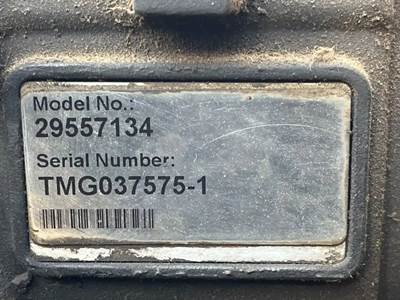 Model No.:
29557134
Serial Number:
TMG037575-1